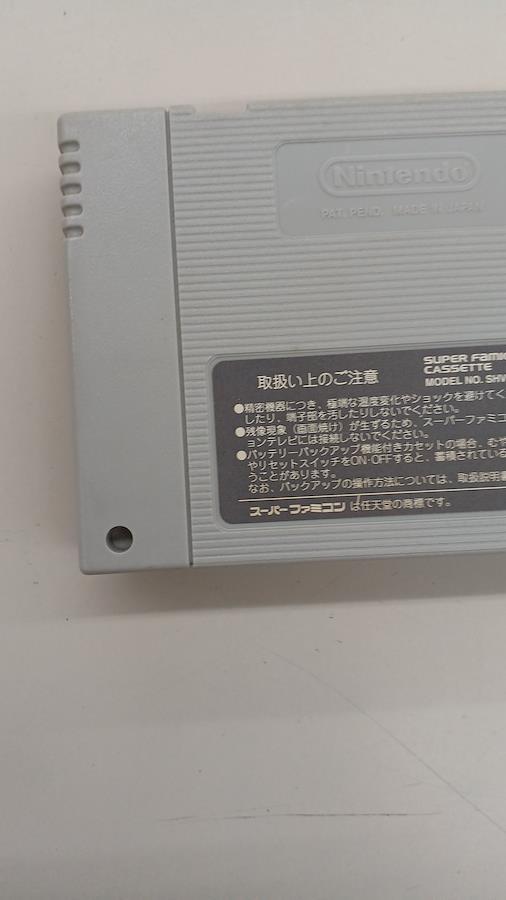 Nintendo
PAT. PEND. MADE IN JAPAN
取扱い上のご注意
SUPER FAMIC
CASSETTE
MODEL NO. SHV
●精密機器につき、極端な温度変化やショックを避けてく
したり、端子部を汚したりしないでください。
●残像現象（画面焼け）が生ずるため、スーパーファミコ
ョンテレビには接続しないでください。
●バッテリーバックアップ機能付きカセットの場合、むや
やリセットスイッチをON・OFFすると、蓄積されている
うことがあります。
なお、バックアップの操作方法については、取扱説明書
スーパーファミコンは任天堂の商標です。